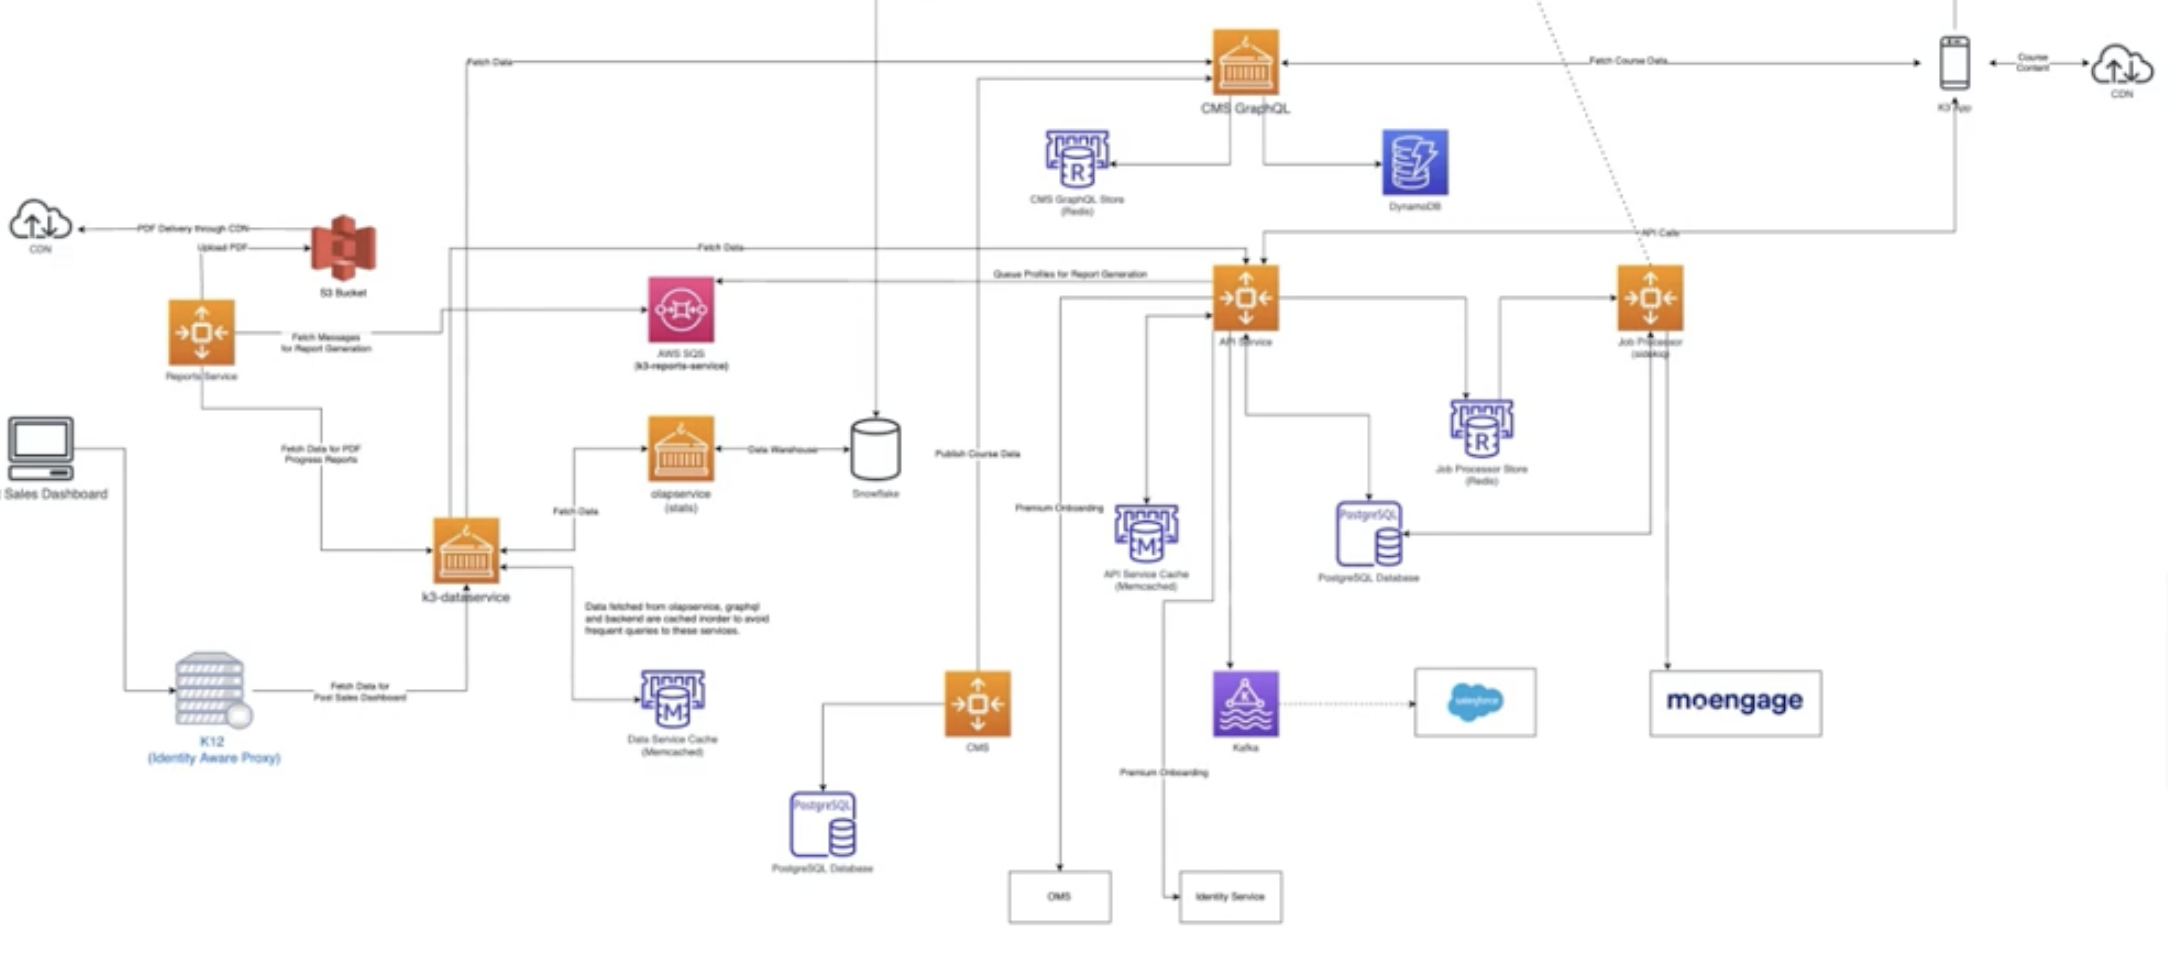 Fetch Data
CMS GraphQL
Fetch Course Data
K3 App
Course
Content
CDN
CMS GraphQL Store
(Redis)
R
DynamoDB
CDN
PDF Delivery through CDN
Upload PDF
S3 Bucket
Fetch Data
API Calls
Queue Profiles for Report Generation
Reports Service
Fetch Messages
for Report Generation
AWS SQS
(k3-reports-service)
API Service
Job Processor
(sidekiq)
R
Job Processor Store
(Redis)
Sales Dashboard
Fetch Data for PDF
Progress Reports
olapservice
(stats)
Data Warehouse
Snowflake
Publish Course Data
Fetch Data
Premium Onboarding
M
API Service Cache
(Memcached)
PostgreSQL
PostgreSQL Database
k3-dataservice
Data fetched from olapservice, graphql
and backend are cached inorder to avoid
frequent queries to these services.
K12
(Identity Aware Proxy)
Fetch Data for
Post Sales Dashboard
M
Data Service Cache
(Memcached)
CMS
K
Kafka
salesforce
moengage
Premium Onboarding
PostgreSQL
PostgreSQL Database
OMS
Identity Service